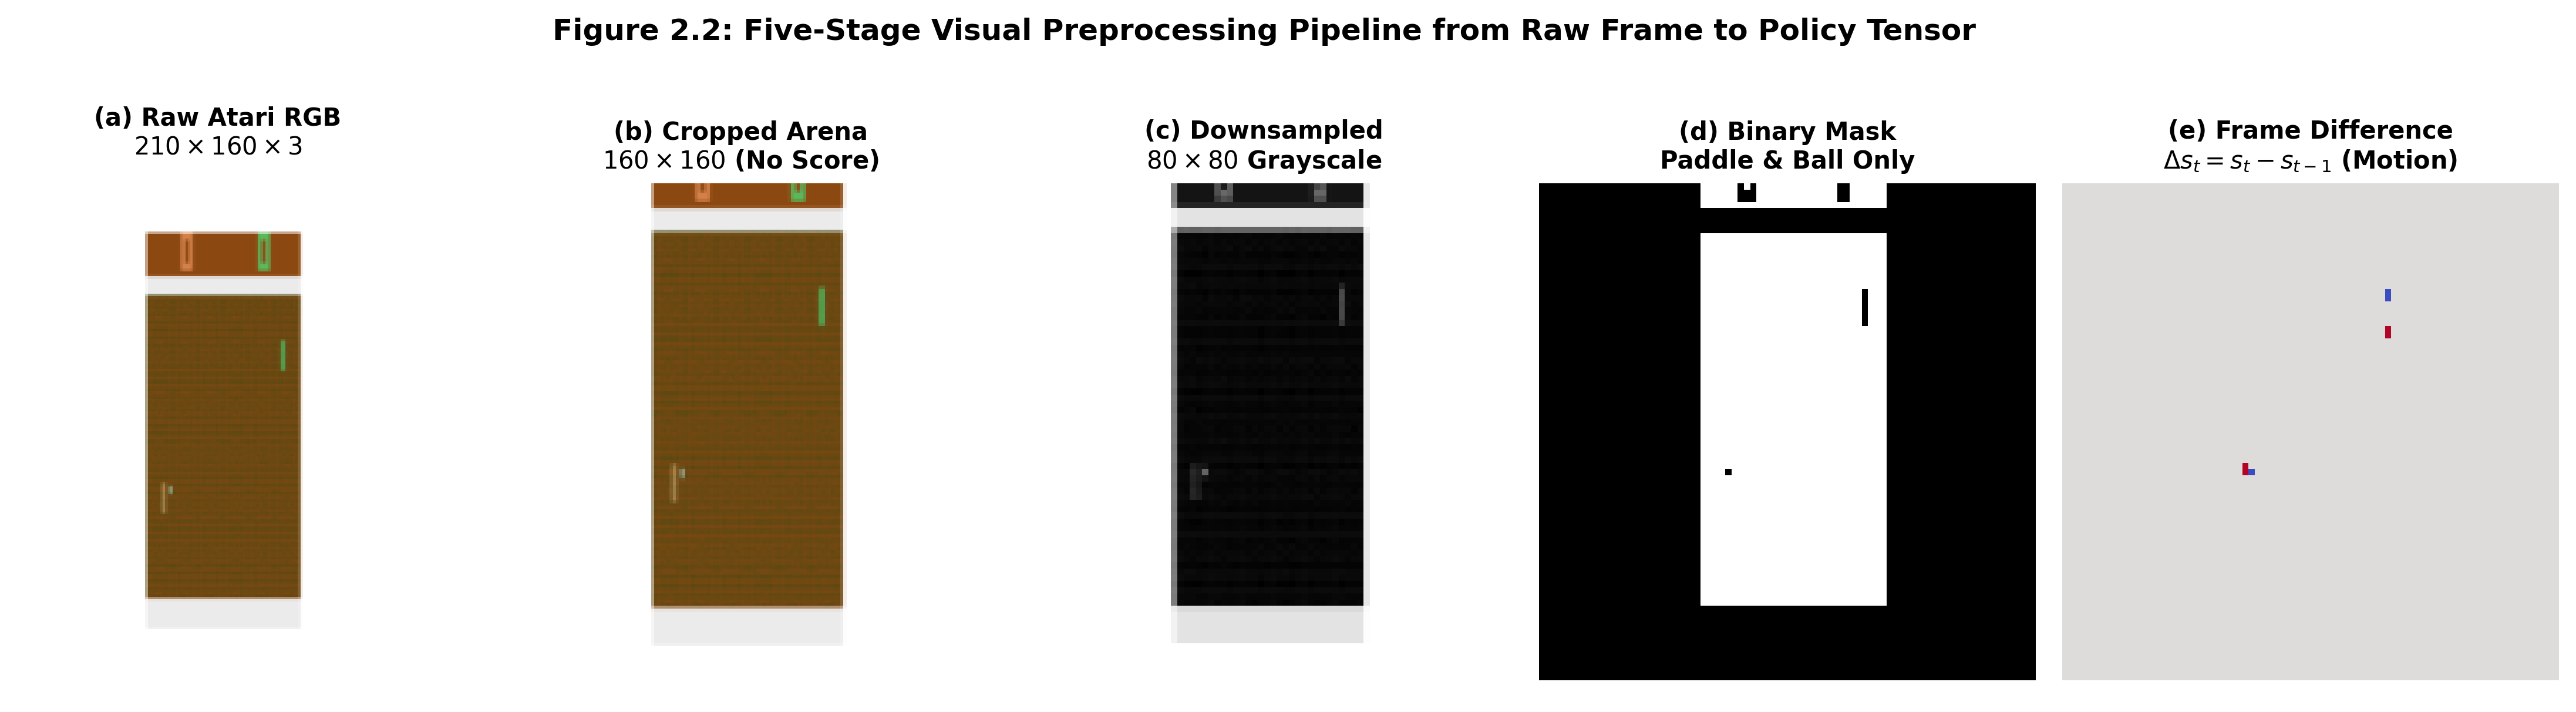 Figure 2.2: Five-Stage Visual Preprocessing Pipeline from Raw Frame to Policy Tensor
(a) Raw Atari RGB
210 × 160 × 3
(b) Cropped Arena
160 × 160 (No Score)
(c) Downsampled
80 × 80 Grayscale
(d) Binary Mask
Paddle & Ball Only
(e) Frame Difference
Δs_t = s_t − s_{t−1} (Motion)